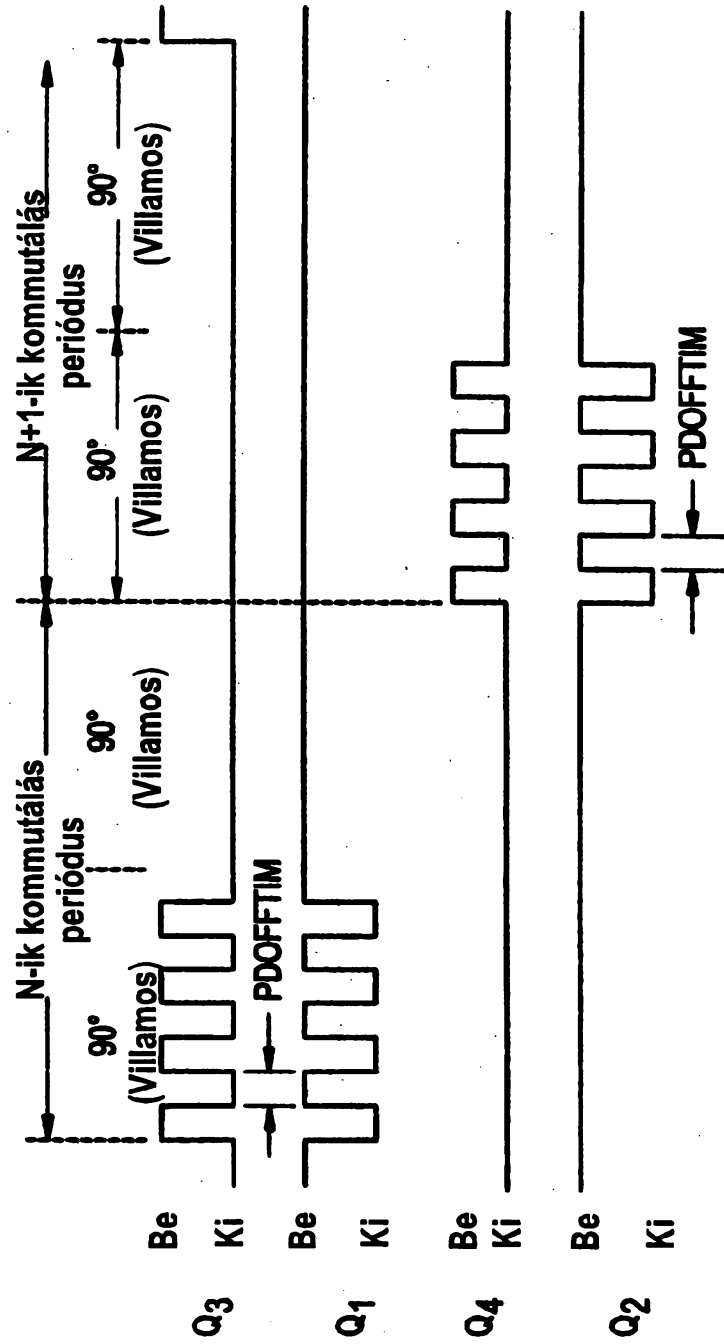 N-ik kommutálás
periódus
N+1-ik kommutálás
periódus
90°
(Villamos)
90°
(Villamos)
90°
(Villamos)
90°
(Villamos)
Q3
Be
Ki
PDOFFTIM
Q1
Be
Ki
Q4
Be
Ki
Q2
Be
Ki
PDOFFTIM